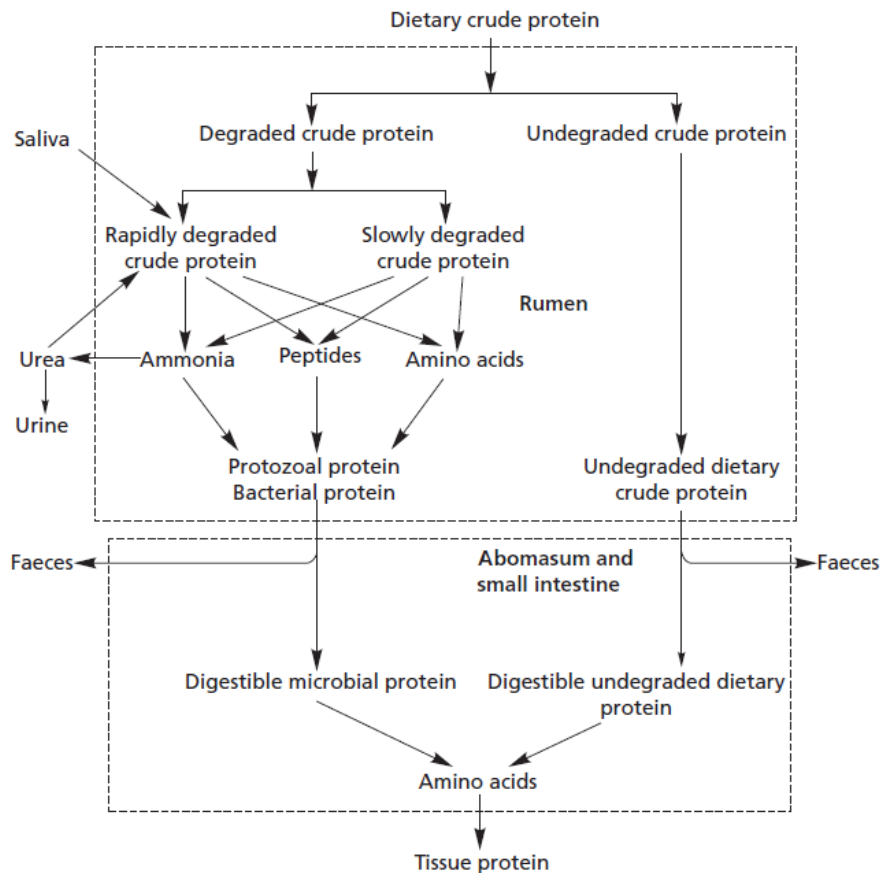 Dietary crude protein
Degraded crude protein
Undegraded crude protein
Saliva
Rapidly degraded
crude protein
Slowly degraded
crude protein
Rumen
Urea
Ammonia
Peptides
Amino acids
Urine
Protozoal protein
Bacterial protein
Undegraded dietary
crude protein
Faeces
Abomasum and
small intestine
Faeces
Digestible microbial protein
Digestible undegraded dietary
protein
Amino acids
Tissue protein